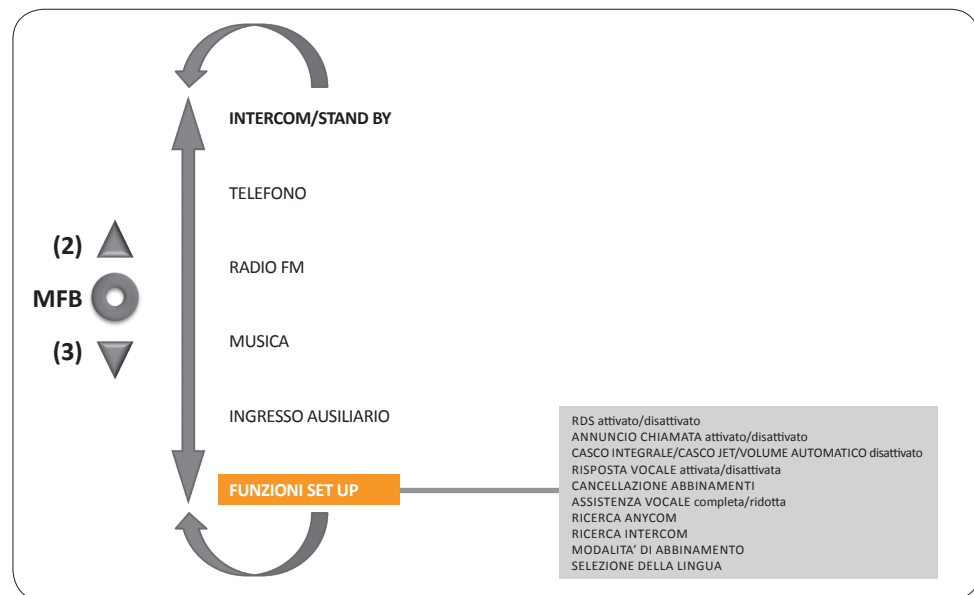 INTERCOM/STAND BY
TELEFONO
(2)
RADIO FM
MFB
MUSICA
(3)
INGRESSO AUSILIARIO
FUNZIONI SET UP
RDS attivato/disattivato
ANNUNCIO CHIAMATA attivato/disattivato
CASCO INTEGRALE/CASCO JET/VOLUME AUTOMATICO disattivato
RISPOSTA VOCALE attivata/disattivata
CANCELLAZIONE ABBINAMENTI
ASSISTENZA VOCALE completa/ridotta
RICERCA ANYCOM
RICERCA INTERCOM
MODALITA' DI ABBINAMENTO
SELEZIONE DELLA LINGUA